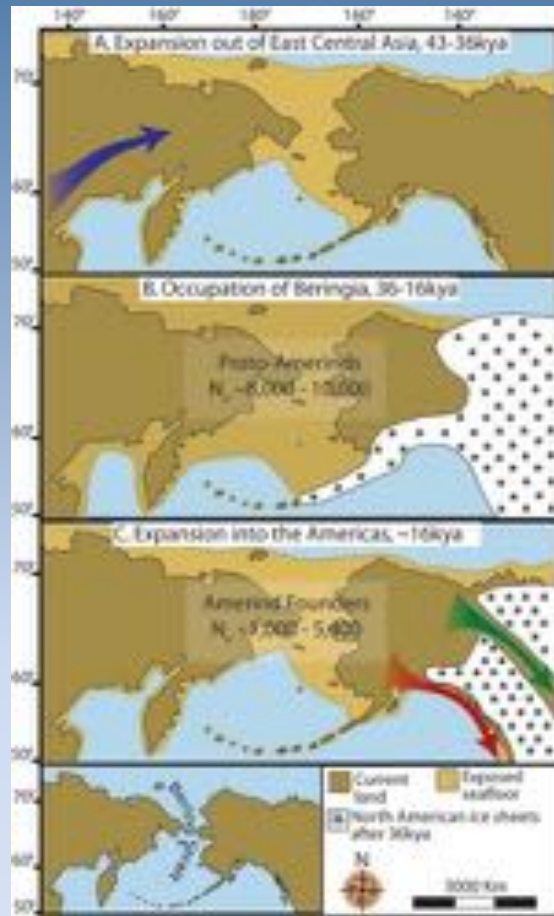 140° 160° 180° 160° 140°
A. Expansion out of East Central Asia, 43-36kya
70°
60°
50°
B. Occupation of Beringia, 36-16kya
70°
Proto-Amerinds
60°
50°
C. Expansion into the Americas, ~16kya
70°
Amerind Founders
60°
50°
70°
60°
50°
Current land
Exposed seafloor
North American ice sheets after 36kya
N
Km